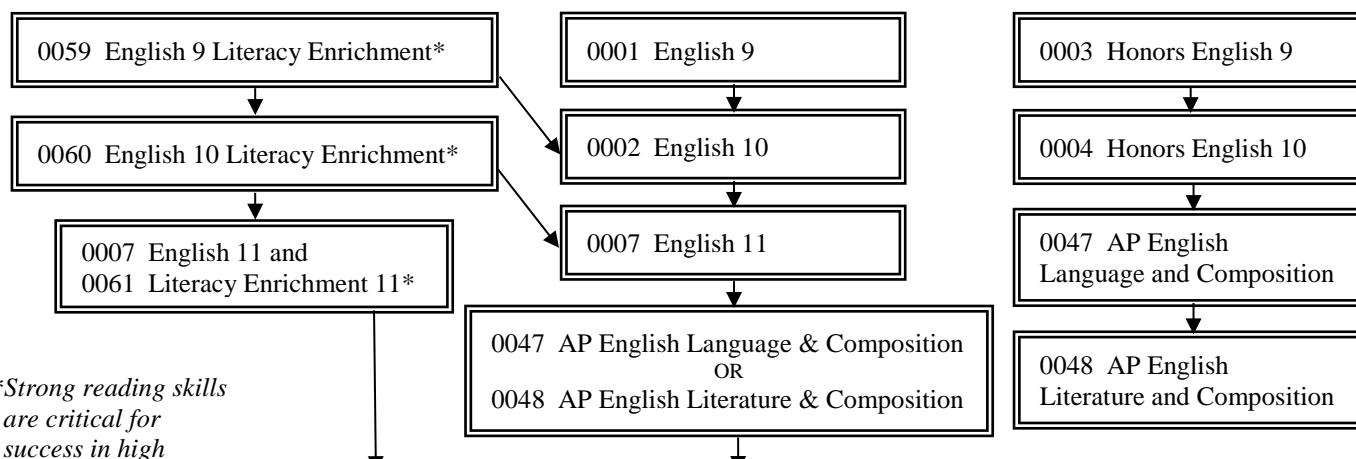 0059 English 9 Literacy Enrichment*
0060 English 10 Literacy Enrichment*
0007 English 11 and
0061 Literacy Enrichment 11*
*Strong reading skills
are critical for
success in high
0001 English 9
0002 English 10
0007 English 11
0047 AP English Language & Composition
OR
0048 AP English Literature & Composition
0003 Honors English 9
0004 Honors English 10
0047 AP English
Language and Composition
0048 AP English
Literature and Composition